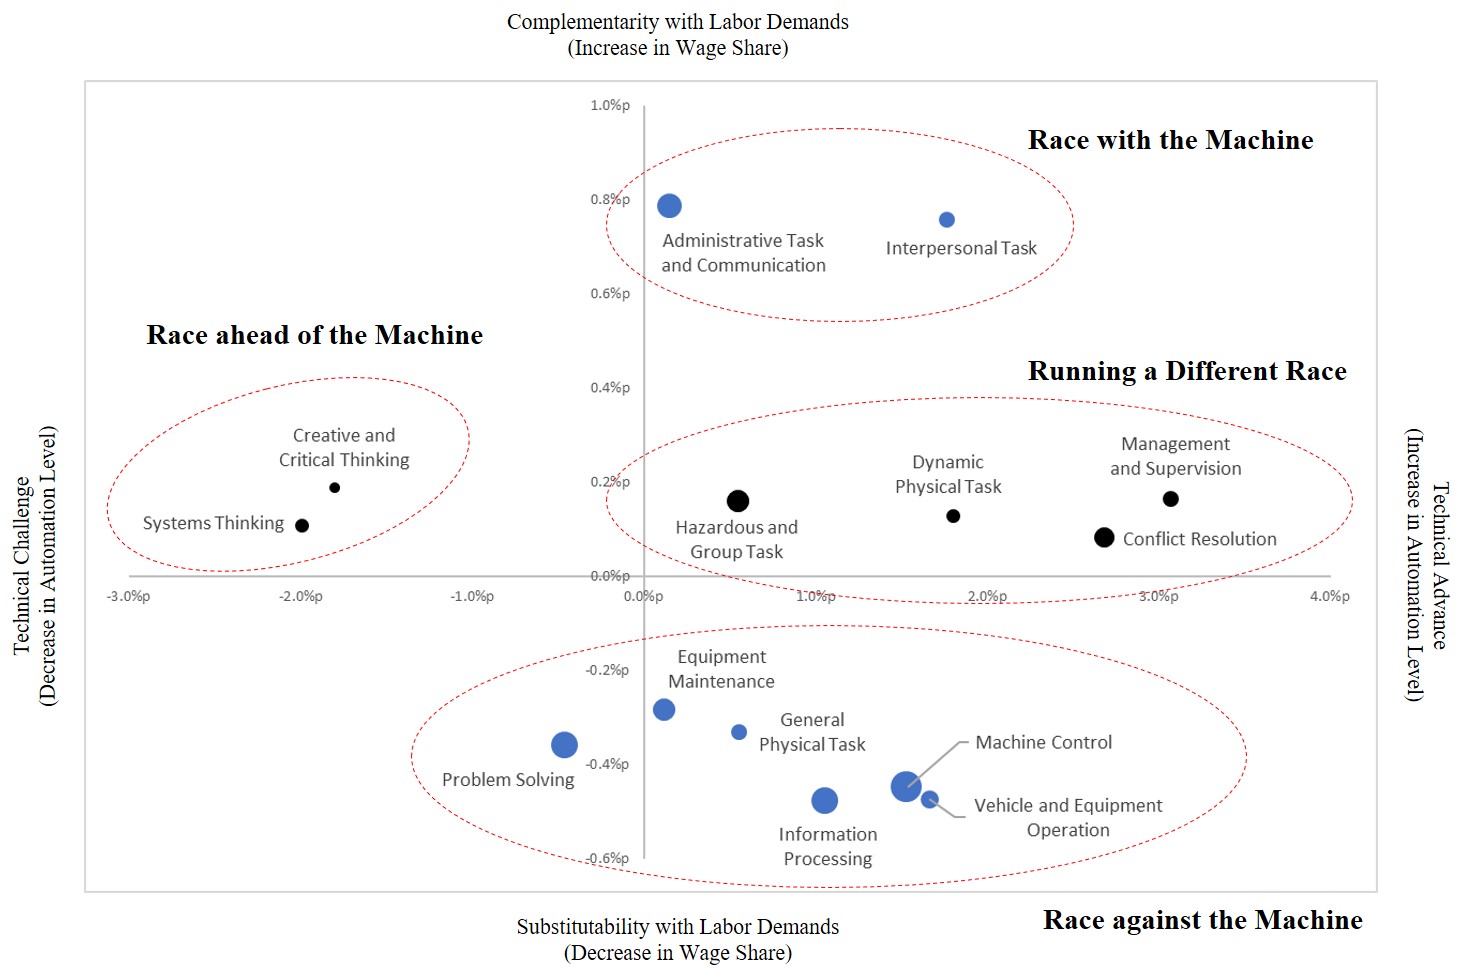 Complementarity with Labor Demands
(Increase in Wage Share)
1.0%p
Race with the Machine
0.8%p
Administrative Task
and Communication
Interpersonal Task
0.6%p
Race ahead of the Machine
0.4%p
Running a Different Race
Creative and
Critical Thinking
Systems Thinking
0.2%p
Hazardous and
Group Task
Dynamic
Physical Task
Management
and Supervision
Conflict Resolution
Technical Challenge
(Decrease in Automation Level)
Technical Advance
(Increase in Automation Level)
0.0%p
-3.0%p
-2.0%p
-1.0%p
0.0%p
1.0%p
2.0%p
3.0%p
4.0%p
-0.2%p
Equipment
Maintenance
General
Physical Task
Machine Control
-0.4%p
Problem Solving
Vehicle and Equipment
Operation
Information
Processing
-0.6%p
Race against the Machine
Substitutability with Labor Demands
(Decrease in Wage Share)